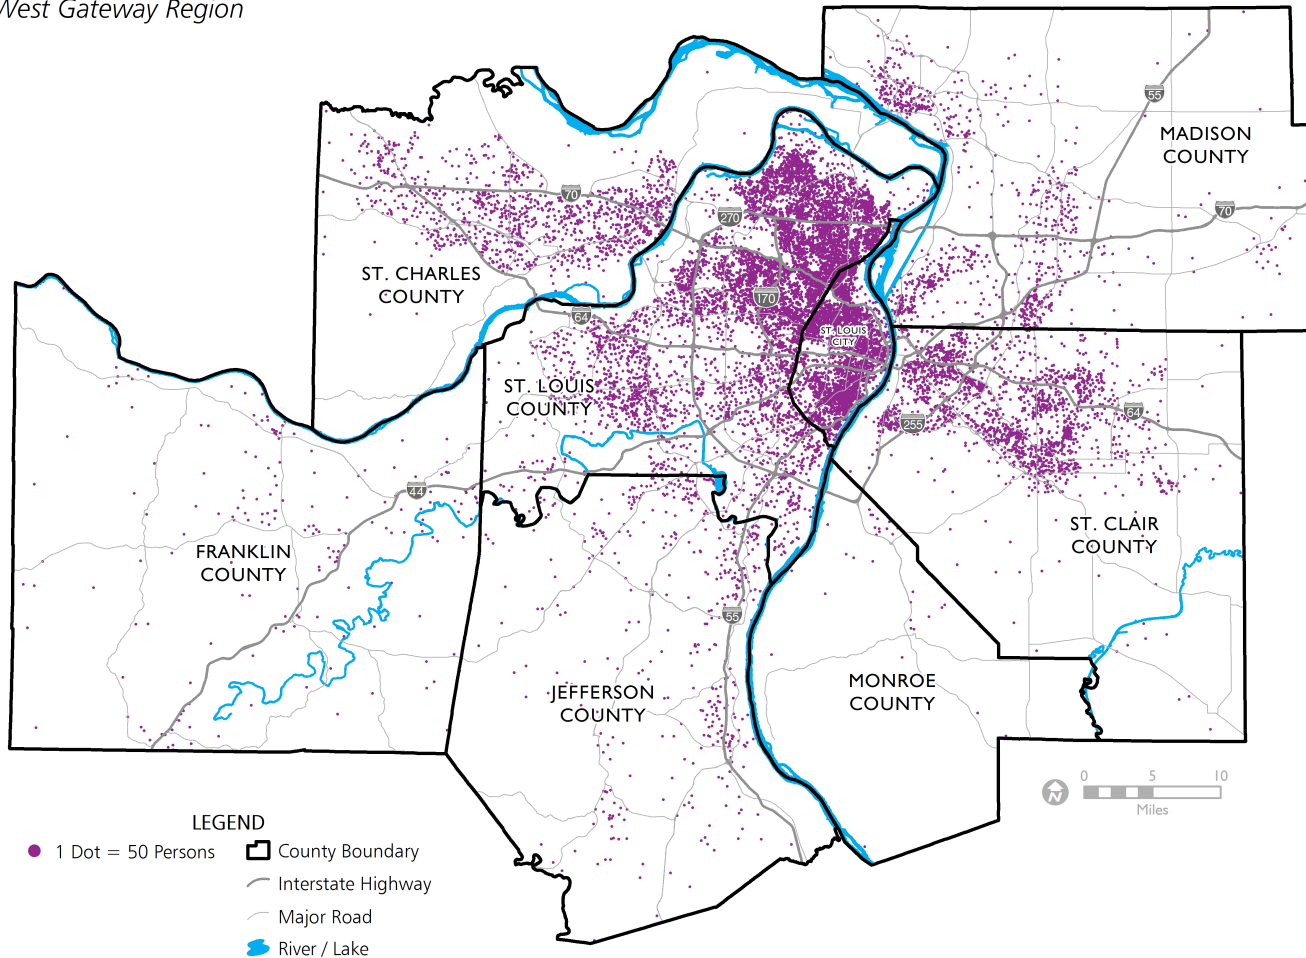 West Gateway Region
55
MADISON
COUNTY
70
70
270
ST. CHARLES
COUNTY
170
64
ST. LOUIS
CITY
ST. LOUIS
COUNTY
64
255
44
ST. CLAIR
COUNTY
FRANKLIN
COUNTY
55
JEFFERSON
COUNTY
MONROE
COUNTY
0 5 10
Miles
N
LEGEND
1 Dot = 50 Persons
County Boundary
Interstate Highway
Major Road
River / Lake